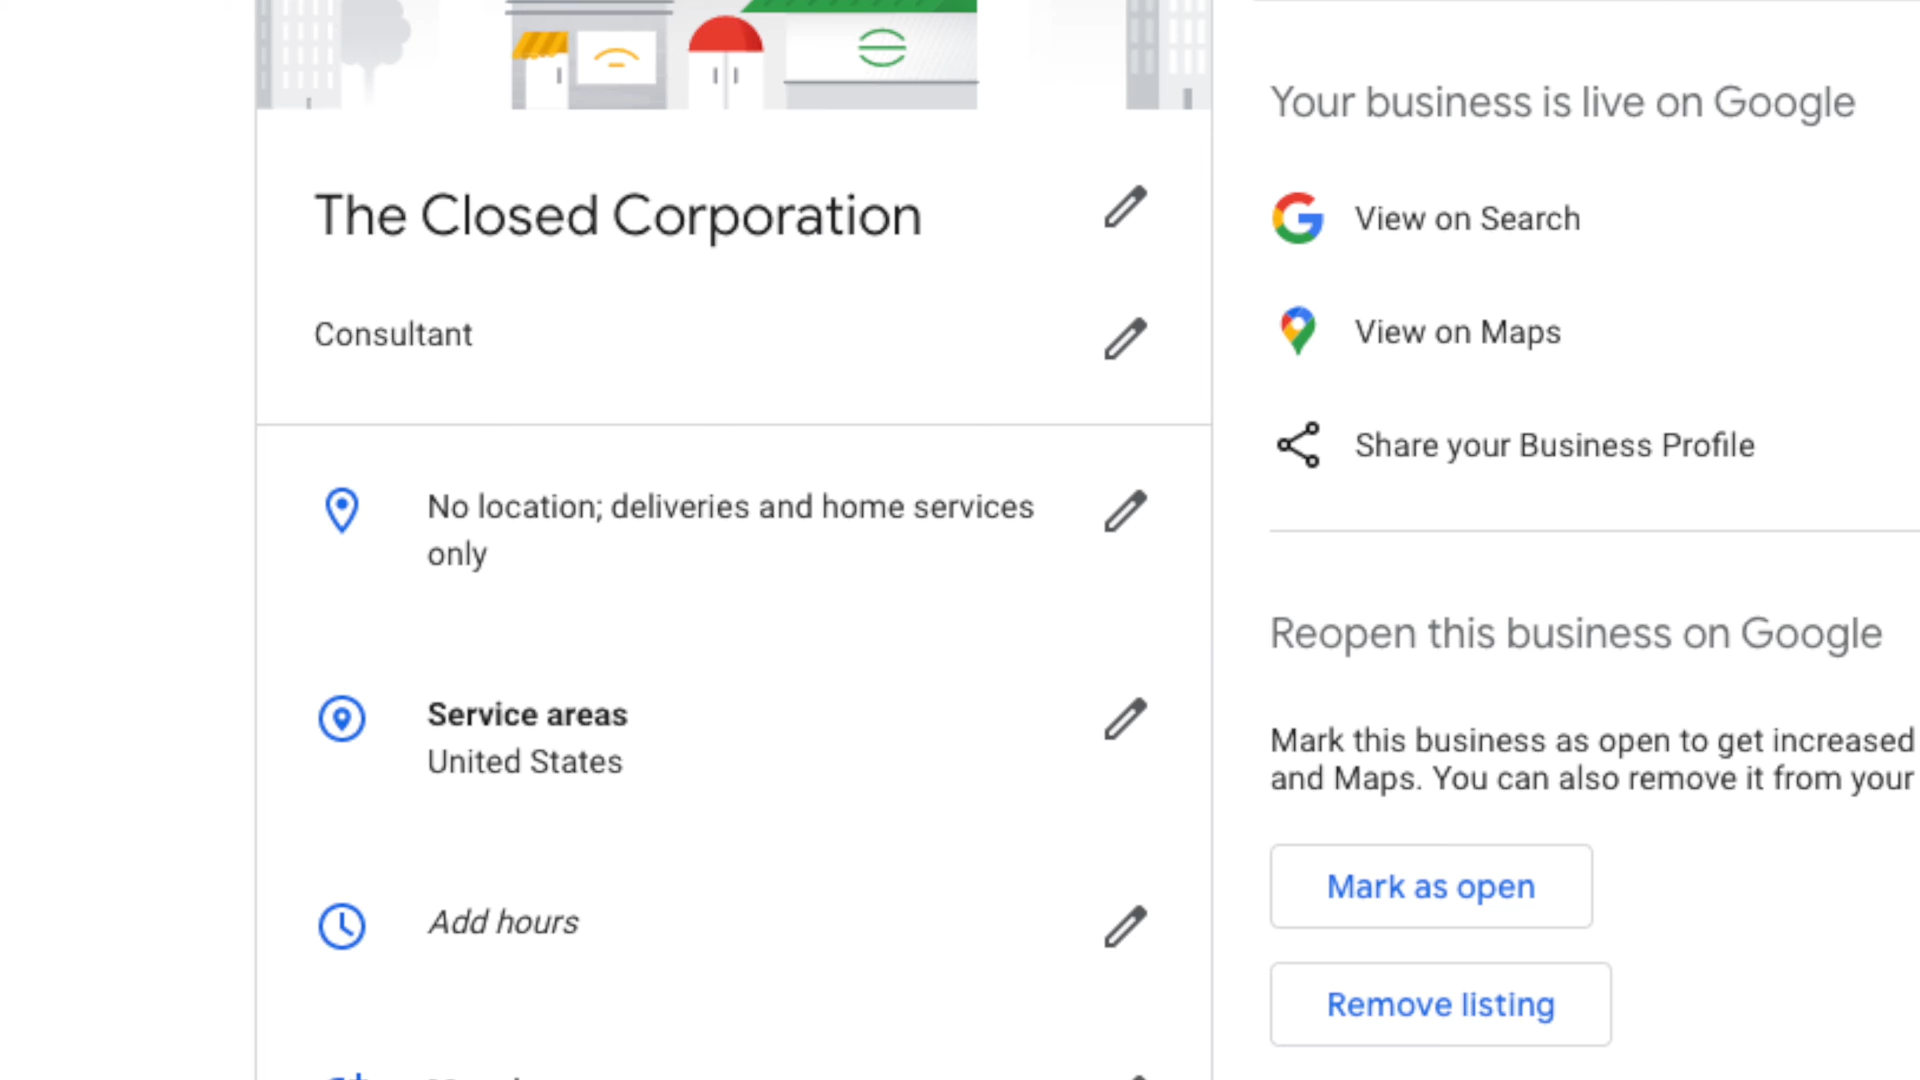 The Closed Corporation
Consultant
No location; deliveries and home services
only
Service areas
United States
Add hours
Your business is live on Google
View on Search
View on Maps
Share your Business Profile
Reopen this business on Google
Mark this business as open to get increased
and Maps. You can also remove it from your
Mark as open
Remove listing